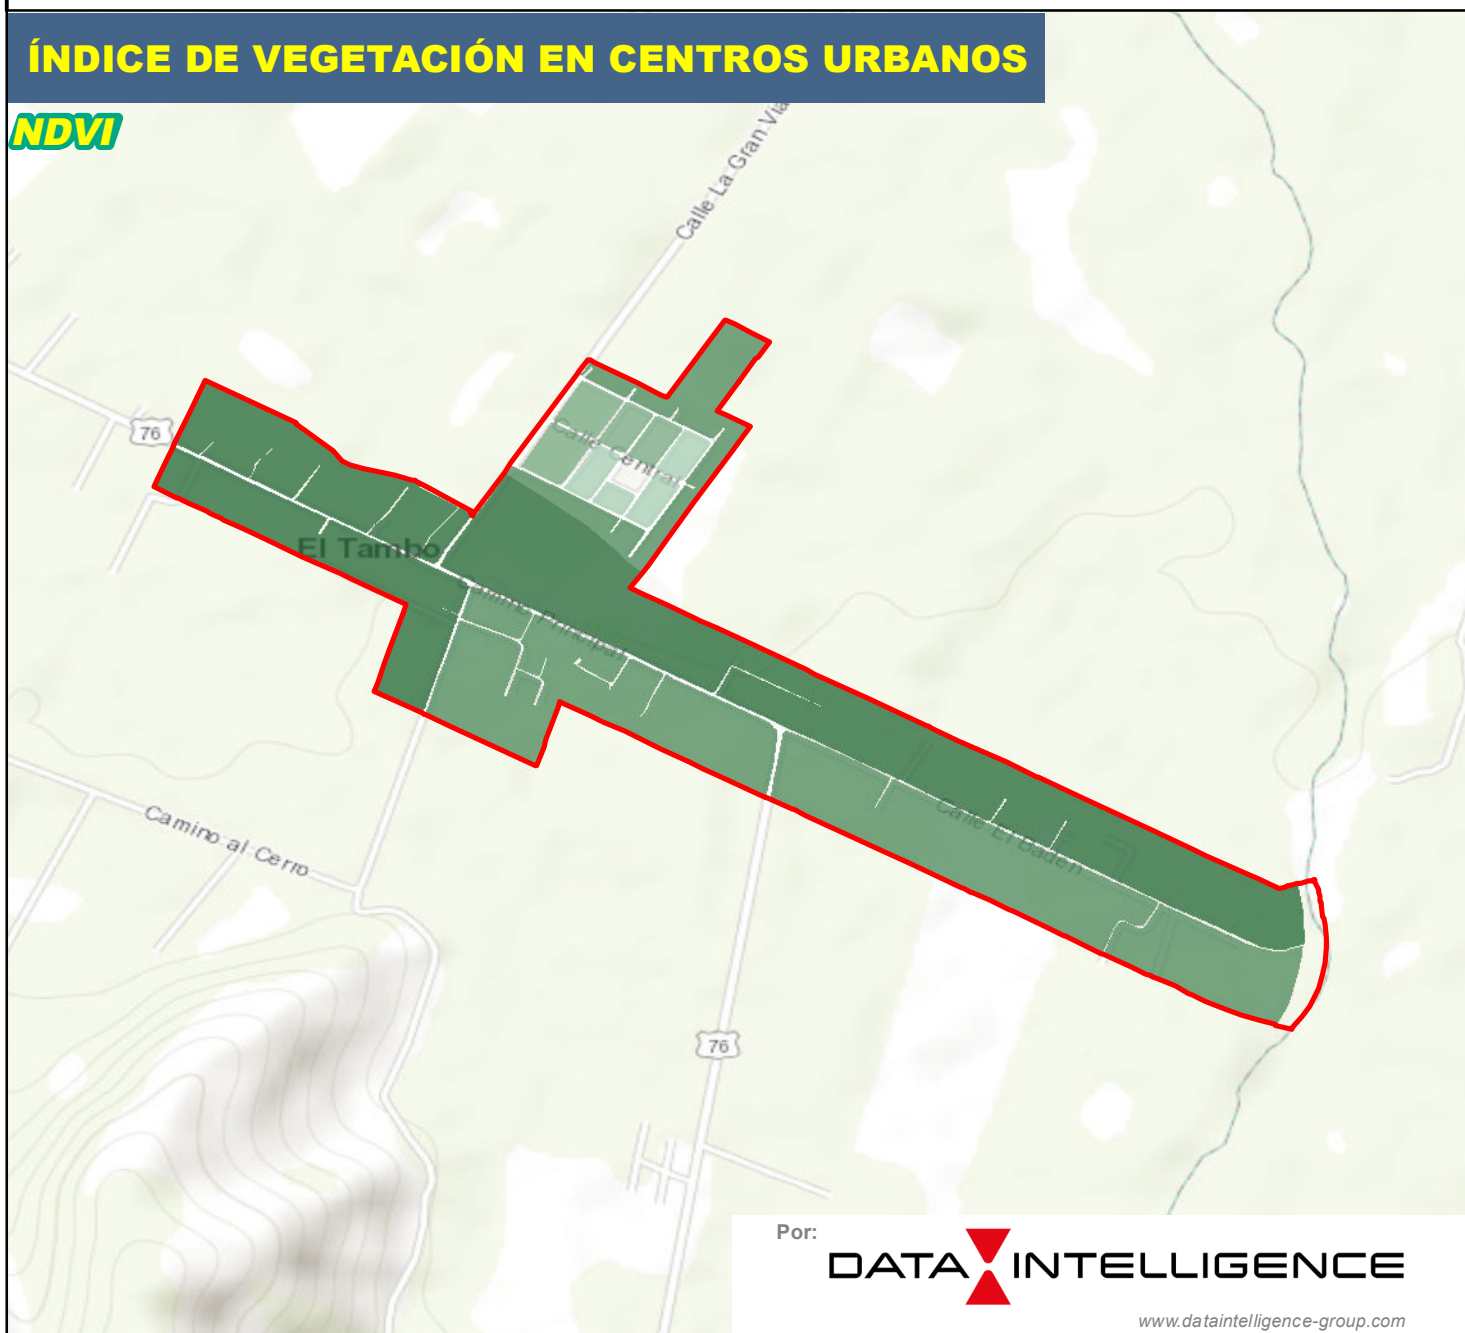 ÍNDICE DE VEGETACIÓN EN CENTROS URBANOS
NDVI
Calle La Gran Vía
76
Calle Central
El Tambo
Camino Principal
Calle El Badén
Camino al Cerro
76
Por:
DATA INTELLIGENCE
www.dataintelligence-group.com